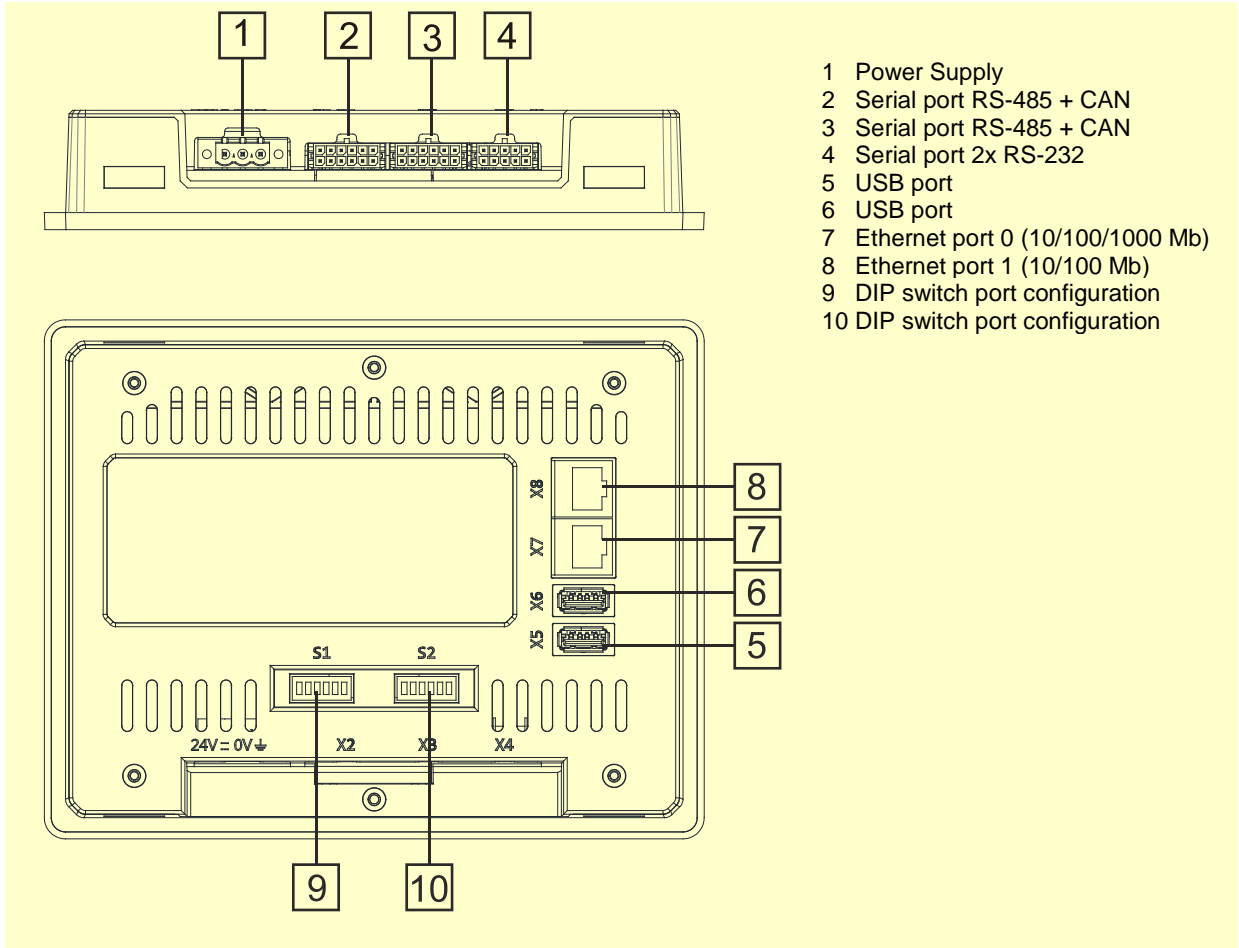 1 2 3 4
1 Power Supply
2 Serial port RS-485 + CAN
3 Serial port RS-485 + CAN
4 Serial port 2x RS-232
5 USB port
6 USB port
7 Ethernet port 0 (10/100/1000 Mb)
8 Ethernet port 1 (10/100 Mb)
9 DIP switch port configuration
10 DIP switch port configuration
X8 8
X7 7
X6 6
X5 5
S1 S2
24V 0V X2 X3 X4
9 10